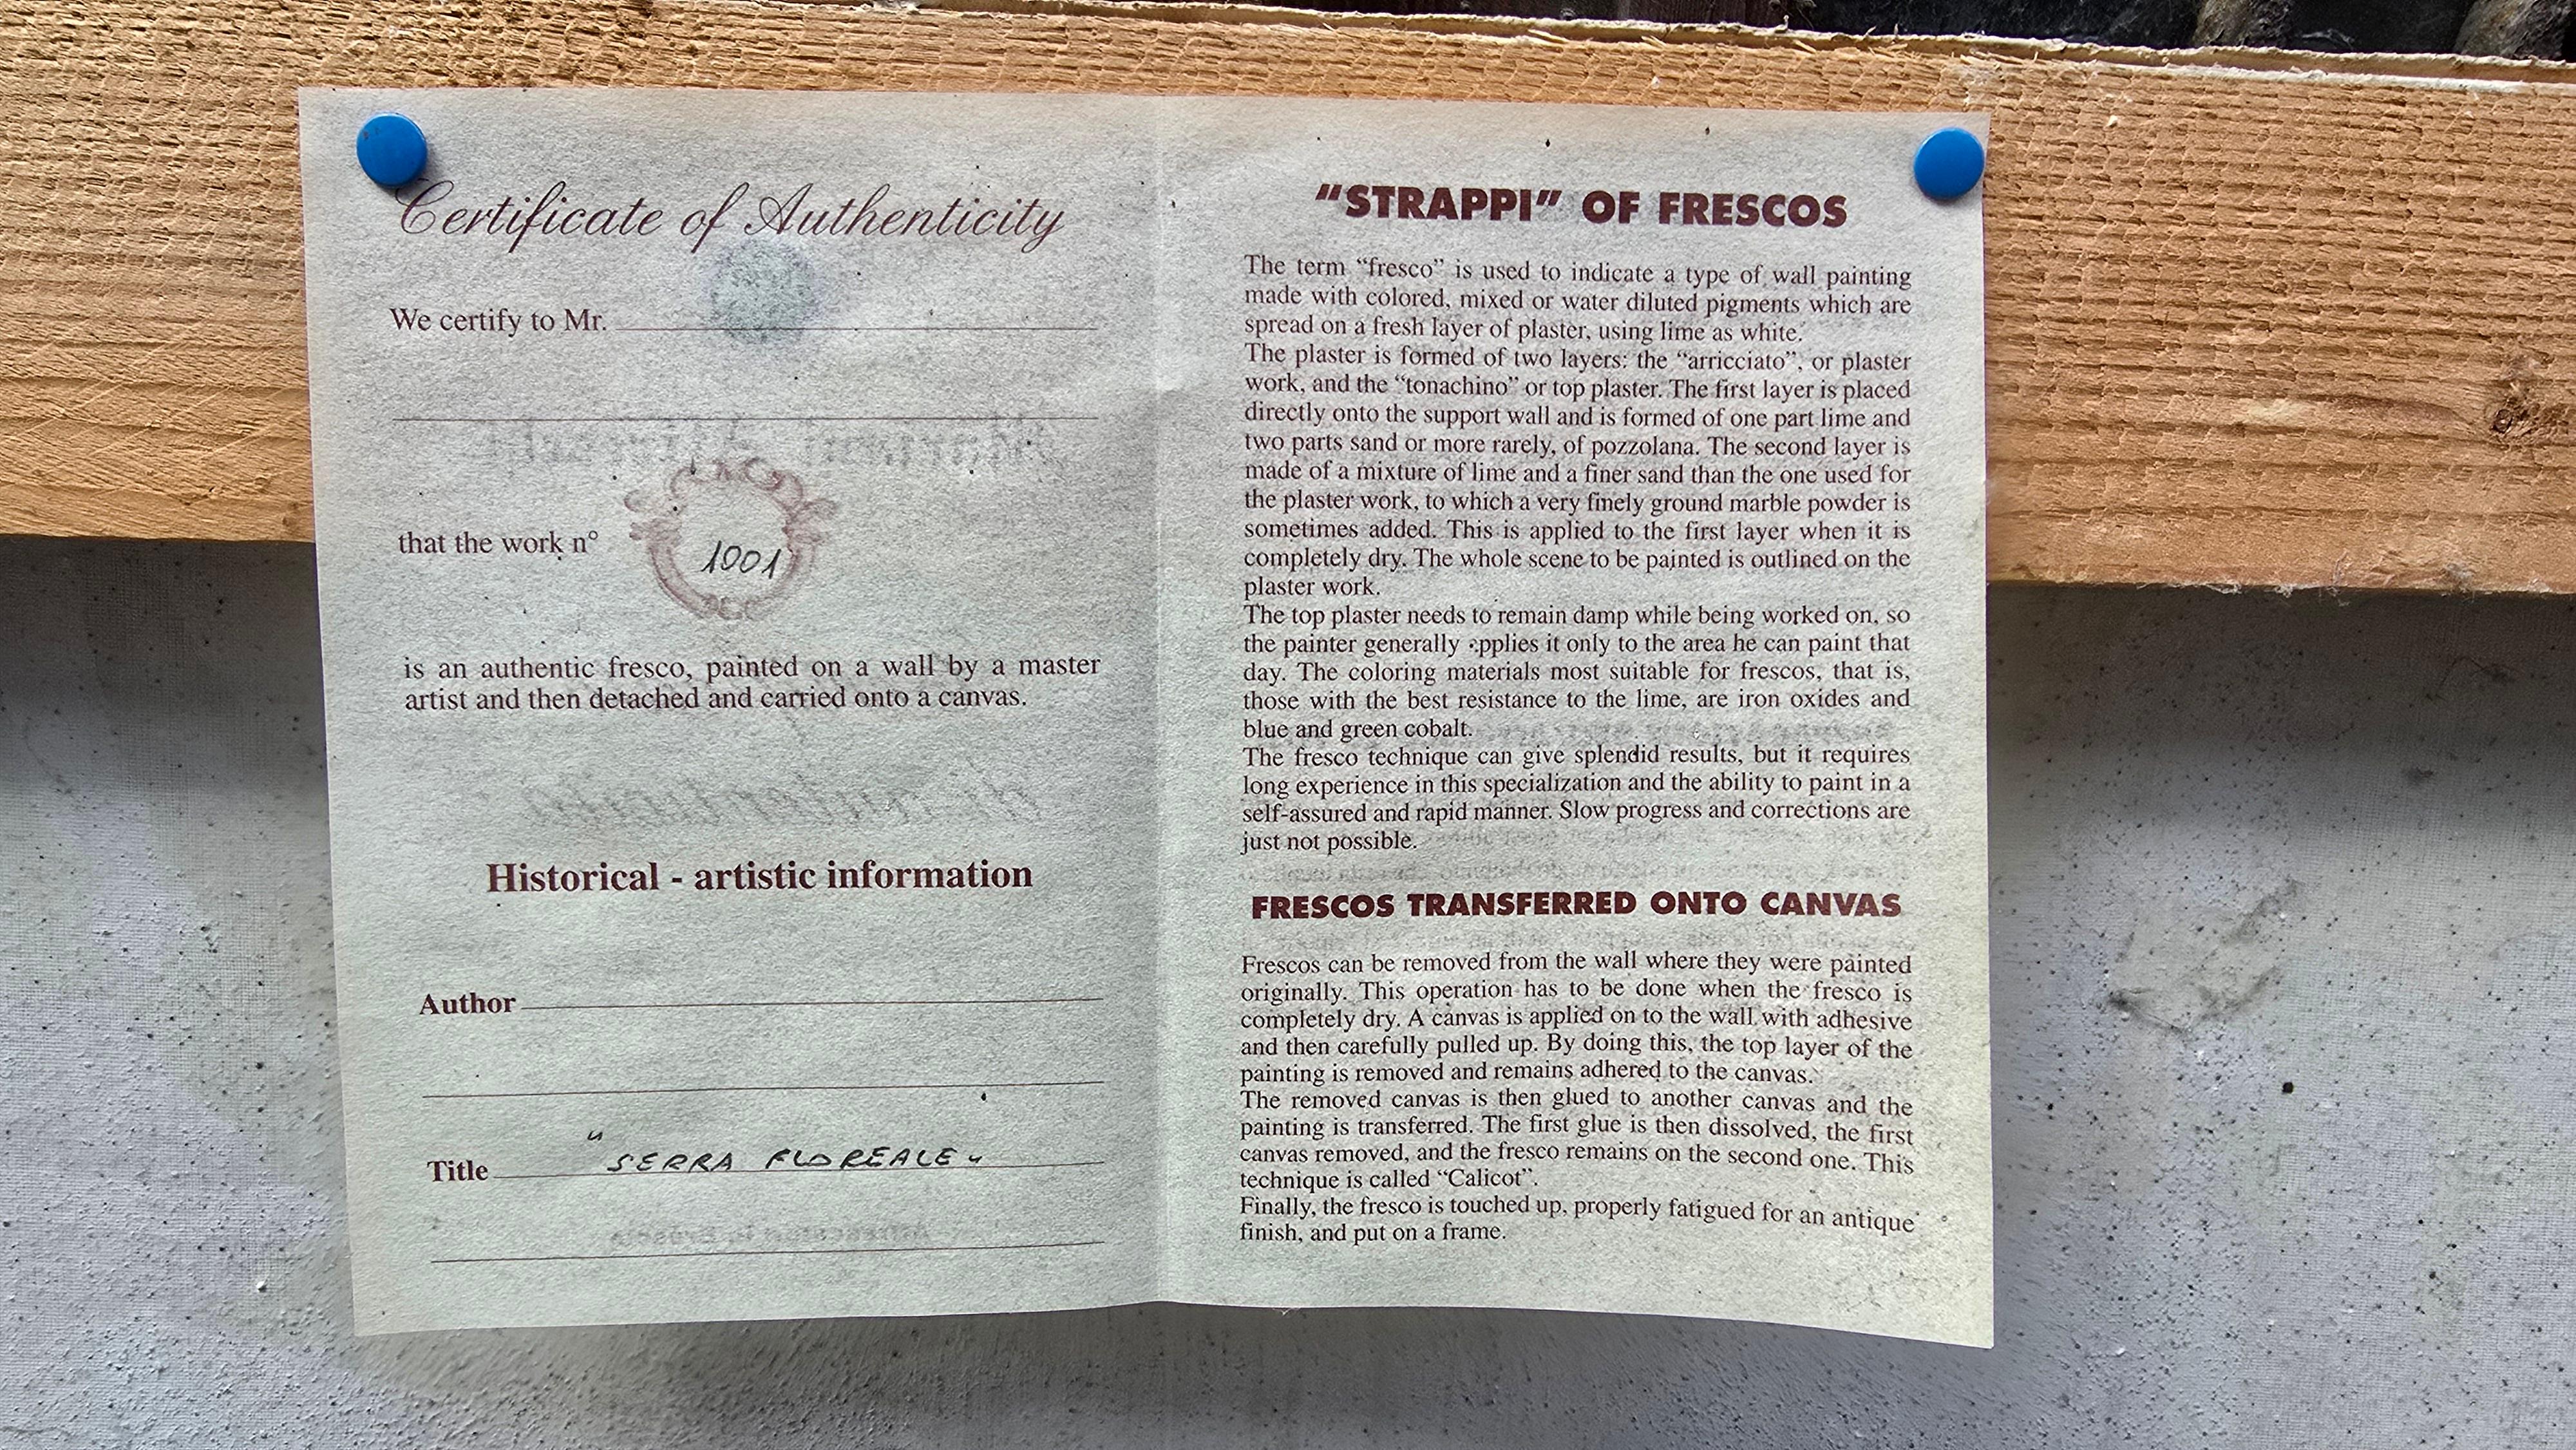 Certificate of Authenticity
We certify to Mr.
that the work n° 1001
is an authentic fresco, painted on a wall by a master
artist and then detached and carried onto a canvas.
Historical - artistic information
Author
Title "SERRA FLOREALE"
"STRAPPI" OF FRESCOS
The term "fresco" is used to indicate a type of wall painting
made with colored, mixed or water diluted pigments which are
spread on a fresh layer of plaster, using lime as white.
The plaster is formed of two layers: the "arricciato", or plaster
work, and the "tonachino" or top plaster. The first layer is placed
directly onto the support wall and is formed of one part lime and
two parts sand or more rarely, of pozzolana. The second layer is
made of a mixture of lime and a finer sand than the one used for
the plaster work, to which a very finely ground marble powder is
sometimes added. This is applied to the first layer when it is
completely dry. The whole scene to be painted is outlined on the
plaster work.
The top plaster needs to remain damp while being worked on, so
the painter generally applies it only to the area he can paint that
day. The coloring materials most suitable for frescos, that is,
those with the best resistance to the lime, are iron oxides and
blue and green cobalt.
The fresco technique can give splendid results, but it requires
long experience in this specialization and the ability to paint in a
self-assured and rapid manner. Slow progress and corrections are
just not possible.
FRESCOS TRANSFERRED ONTO CANVAS
Frescos can be removed from the wall where they were painted
originally. This operation has to be done when the fresco is
completely dry. A canvas is applied on to the wall with adhesive
and then carefully pulled up. By doing this, the top layer of the
painting is removed and remains adhered to the canvas.
The removed canvas is then glued to another canvas and the
painting is transferred. The first glue is then dissolved, the first
canvas removed, and the fresco remains on the second one. This
technique is called "Calicot".
Finally, the fresco is touched up, properly fatigued for an antique
finish, and put on a frame.